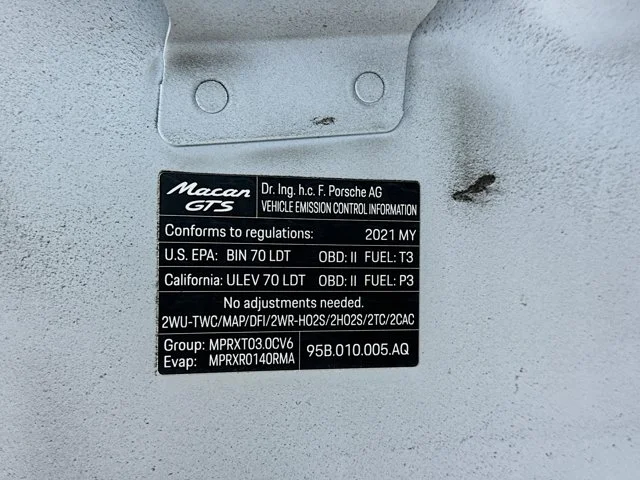 Macan GTS
Dr. Ing. h.c. F. Porsche AG
VEHICLE EMISSION CONTROL INFORMATION
Conforms to regulations: 2021 MY
U.S. EPA: BIN 70 LDT OBD: II FUEL: T3
California: ULEV 70 LDT OBD: II FUEL: P3
No adjustments needed.
2WU-TWC/MAP/DFI/2WR-HO2S/2HO2S/2TC/2CAC
Group: MPRXT03.0CV6
Evap: MPRXR0140RMA
95B.010.005.AQ